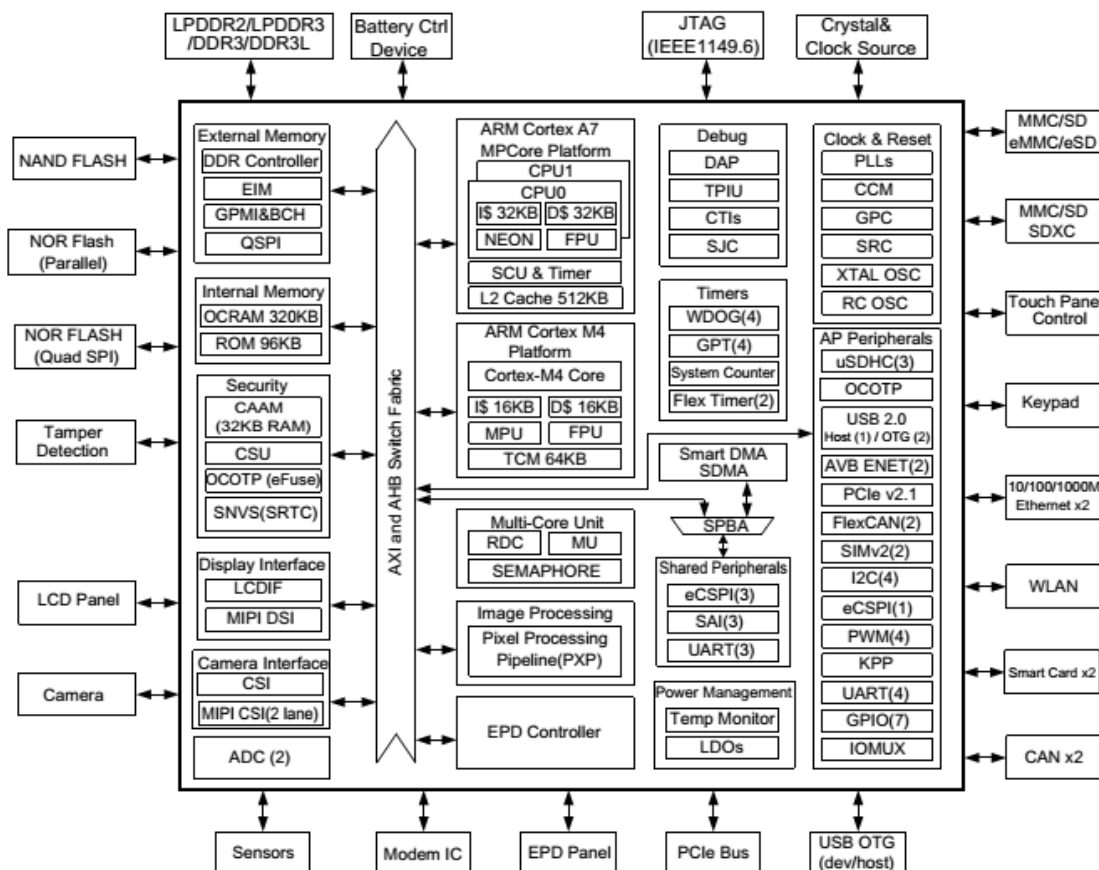 LPDDR2/LPDDR3
/DDR3/DDR3L
Battery Ctrl
Device
JTAG
(IEEE1149.6)
Crystal&
Clock Source
NAND FLASH
NOR Flash
(Parallel)
NOR FLASH
(Quad SPI)
Tamper
Detection
LCD Panel
Camera
External Memory
DDR Controller
EIM
GPMI&BCH
QSPI
Internal Memory
OCRAM 320KB
ROM 96KB
Security
CAAM
(32KB RAM)
CSU
OCOTP (eFuse)
SNVS(SRTC)
Display Interface
LCDIF
MIPI DSI
Camera Interface
CSI
MIPI CSI(2 lane)
ADC (2)
AXI and AHB Switch Fabric
ARM Cortex A7
MPCore Platform
CPU1
CPU0
I$ 32KB
D$ 32KB
NEON
FPU
SCU & Timer
L2 Cache 512KB
ARM Cortex M4
Platform
Cortex-M4 Core
I$ 16KB
D$ 16KB
MPU
FPU
TCM 64KB
Multi-Core Unit
RDC
MU
SEMAPHORE
Image Processing
Pixel Processing
Pipeline(PXP)
EPD Controller
Debug
DAP
TPIU
CTIs
SJC
Timers
WDOG(4)
GPT(4)
System Counter
Flex Timer(2)
Smart DMA
SDMA
SPBA
Shared Peripherals
eCSPI(3)
SAI(3)
UART(3)
Power Management
Temp Monitor
LDOs
Clock & Reset
PLLs
CCM
GPC
SRC
XTAL OSC
RC OSC
AP Peripherals
uSDHC(3)
OCOTP
USB 2.0
Host (1) / OTG (2)
AVB ENET(2)
PCIe v2.1
FlexCAN(2)
SIMv2(2)
I2C(4)
eCSPI(1)
PWM(4)
KPP
UART(4)
GPIO(7)
IOMUX
MMC/SD
eMMC/eSD
MMC/SD
SDXC
Touch Panel
Control
Keypad
10/100/1000M
Ethernet x2
WLAN
Smart Card x2
CAN x2
Sensors
Modem IC
EPD Panel
PCIe Bus
USB OTG
(dev/host)